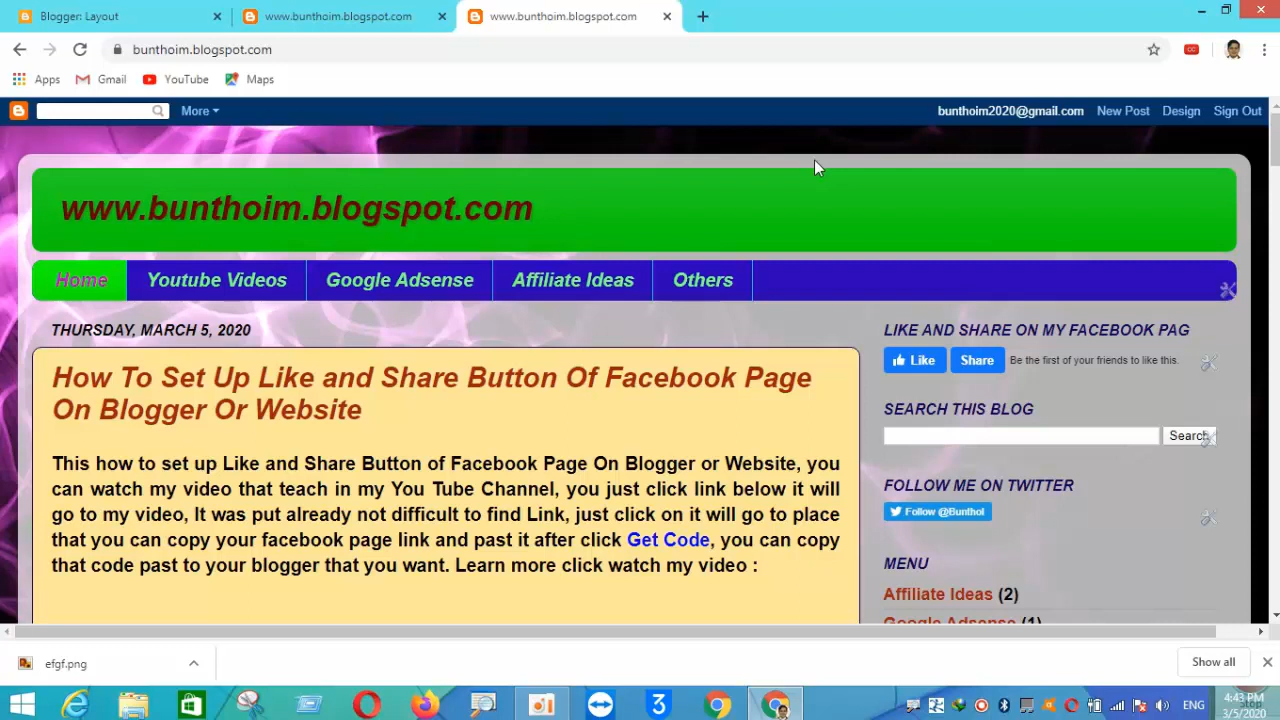 Blogger: Layout
www.bunthoim.blogspot.com
www.bunthoim.blogspot.com
bunthoim.blogspot.com
Apps Gmail YouTube Maps
More
bunthoim2020@gmail.com New Post Design Sign Out
www.bunthoim.blogspot.com
Home Youtube Videos Google Adsense Affiliate Ideas Others
THURSDAY, MARCH 5, 2020
How To Set Up Like and Share Button Of Facebook Page
On Blogger Or Website
This how to set up Like and Share Button of Facebook Page On Blogger or Website, you
can watch my video that teach in my You Tube Channel, you just click link below it will
go to my video, It was put already not difficult to find Link, just click on it will go to place
that you can copy your facebook page link and past it after click Get Code, you can copy
that code past to your blogger that you want. Learn more click watch my video :
LIKE AND SHARE ON MY FACEBOOK PAG
Like Share Be the first of your friends to like this.
SEARCH THIS BLOG
Search
FOLLOW ME ON TWITTER
Follow @Bunthol
MENU
Affiliate Ideas (2)
Google Adsense (1)
efgf.png
Show all
ENG
4:43 PM
3/5/2020